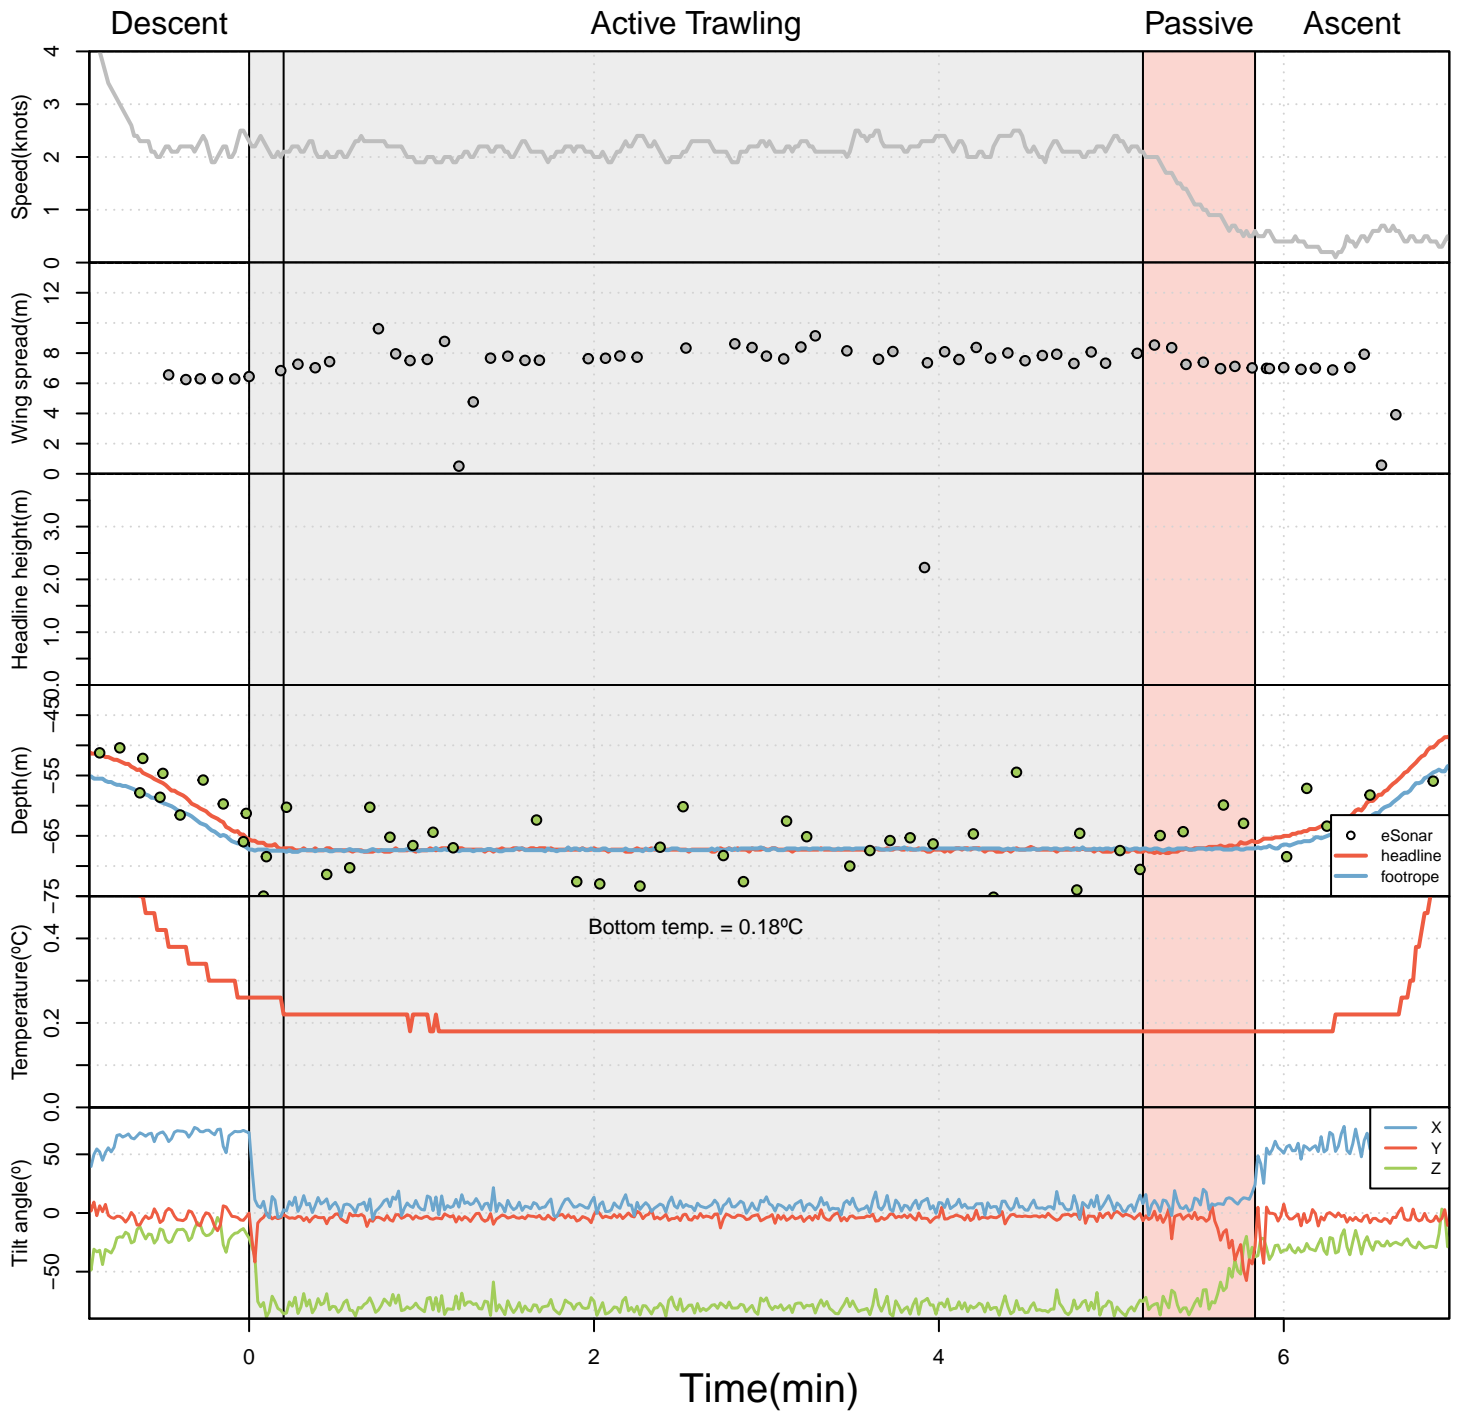 Descent Active Trawling Passive Ascent
Speed(knots)
4
3
2
1
0
Wing spread(m)
12
8
6
4
2
0
Headline height(m)
3.0
2.0
1.0
0.0
Depth(m)
−45
−55
−65
−75
eSonar
headline
footrope
Temperature(ºC)
0.4
0.2
0.0
Bottom temp. = 0.18ºC
Tilt angle(º)
50
0
−50
X
Y
Z
0 2 4 6
Time(min)